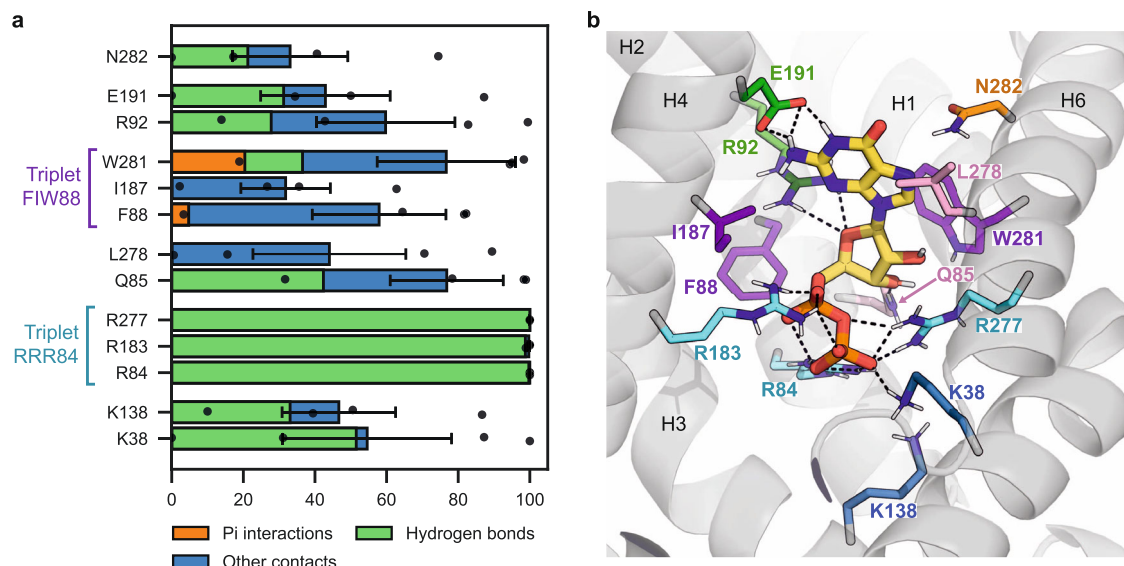 a
N282
E191
R92
W281
I187
F88
L278
Q85
R277
R183
R84
K138
K38
Triplet
FIW88
Triplet
RRR84
0 20 40 60 80 100
Pi interactions Hydrogen bonds
Other contacts
b
H2
E191
N282
H4 H1 H6
R92
L278
I187
W281
F88
Q85
R277
R183
R84
K38
H3
K138